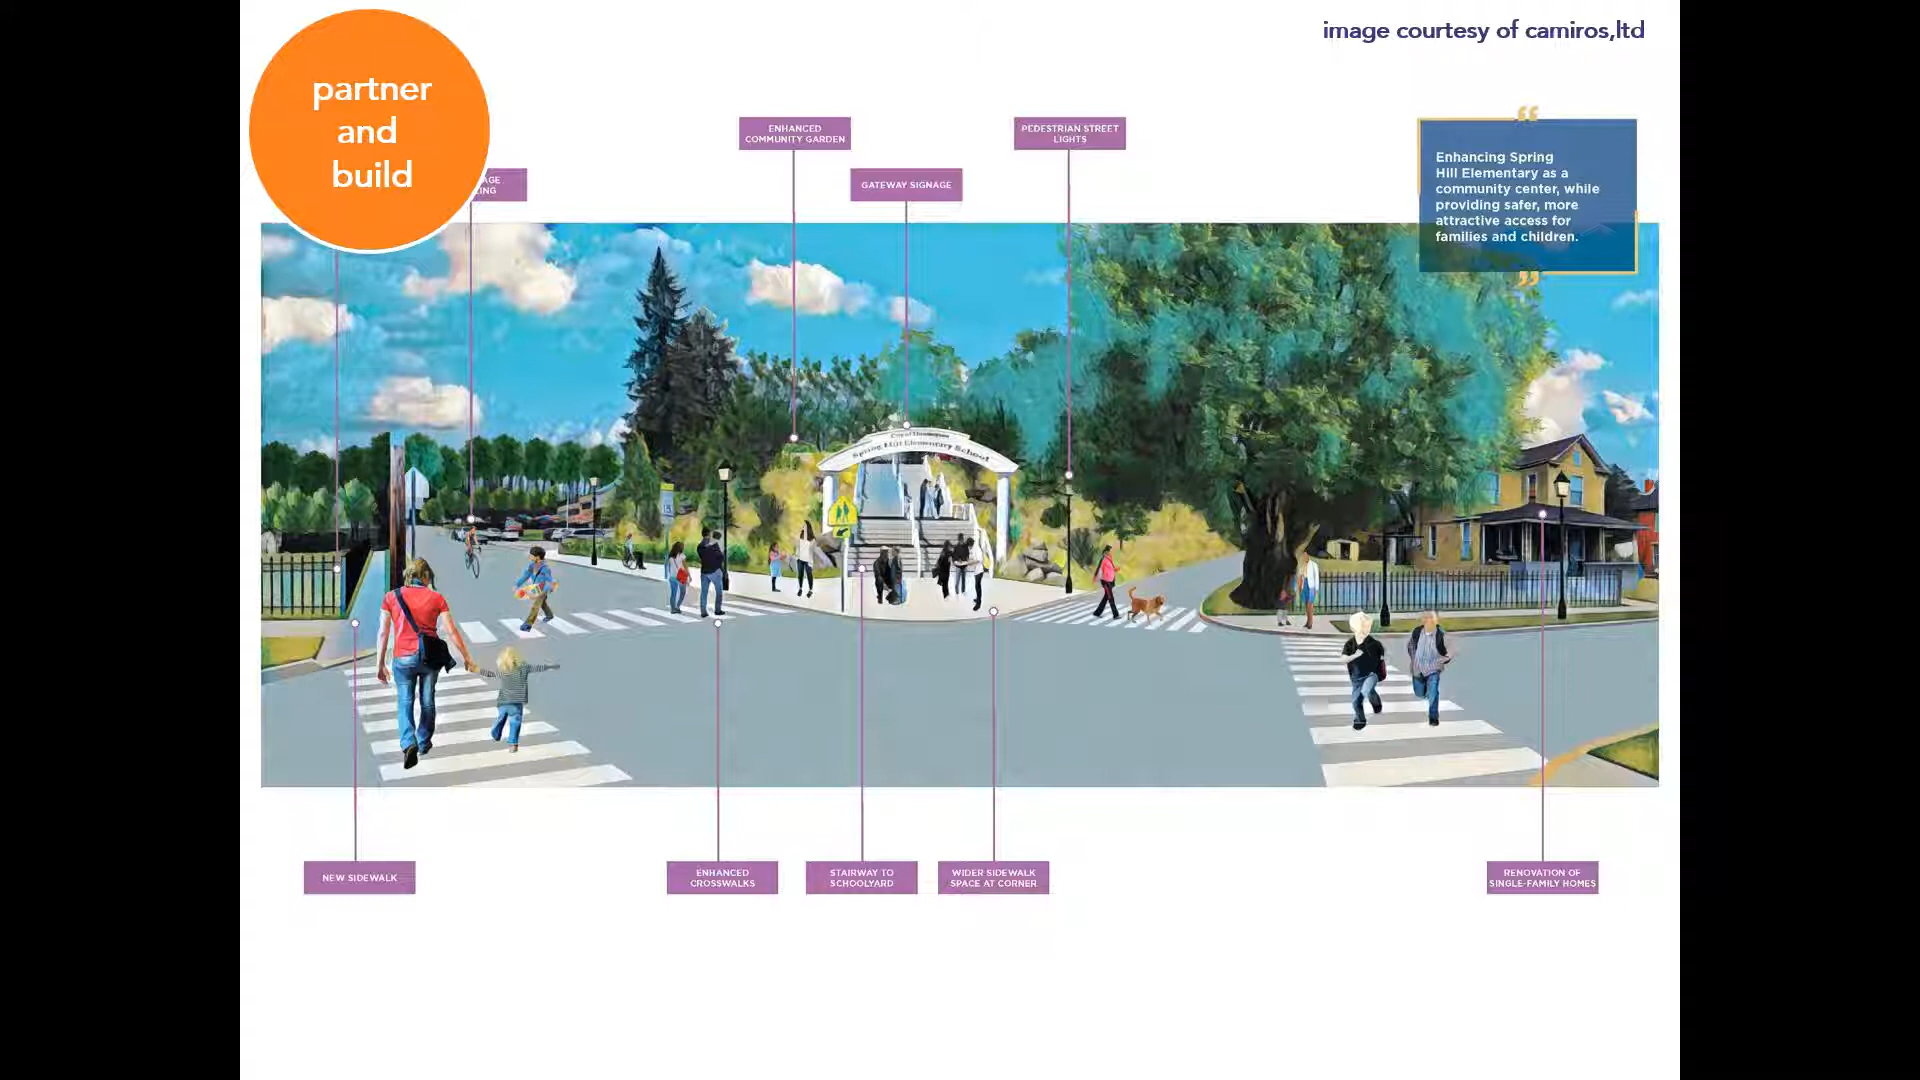 image courtesy of camiros,ltd
partner
and
build
ENHANCED
COMMUNITY GARDEN
PEDESTRIAN STREET
LIGHTS
GATEWAY SIGNAGE
Enhancing Spring
Hill Elementary as a
community center, while
providing safer, more
attractive access for
families and children.
Spring Hill Elementary School
NEW SIDEWALK
ENHANCED
CROSSWALKS
STAIRWAY TO
SCHOOLYARD
WIDER SIDEWALK
SPACE AT CORNER
RENOVATION OF
SINGLE-FAMILY HOMES